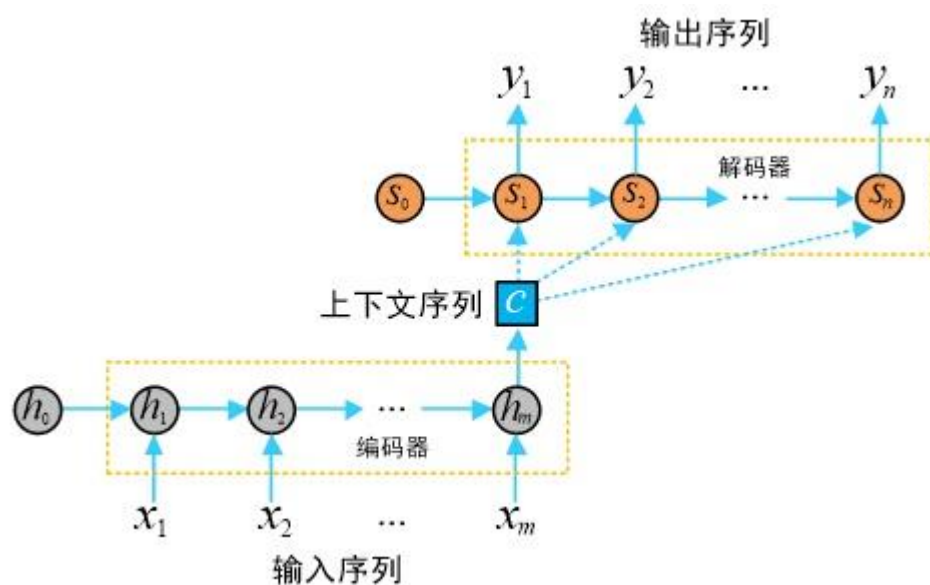 输出序列
y₁ y₂ ... yₙ
解码器
S₀ S₁ S₂ ... Sₙ
上下文序列 C
h₀ h₁ h₂ ... hₘ
编码器
x₁ x₂ ... xₘ
输入序列